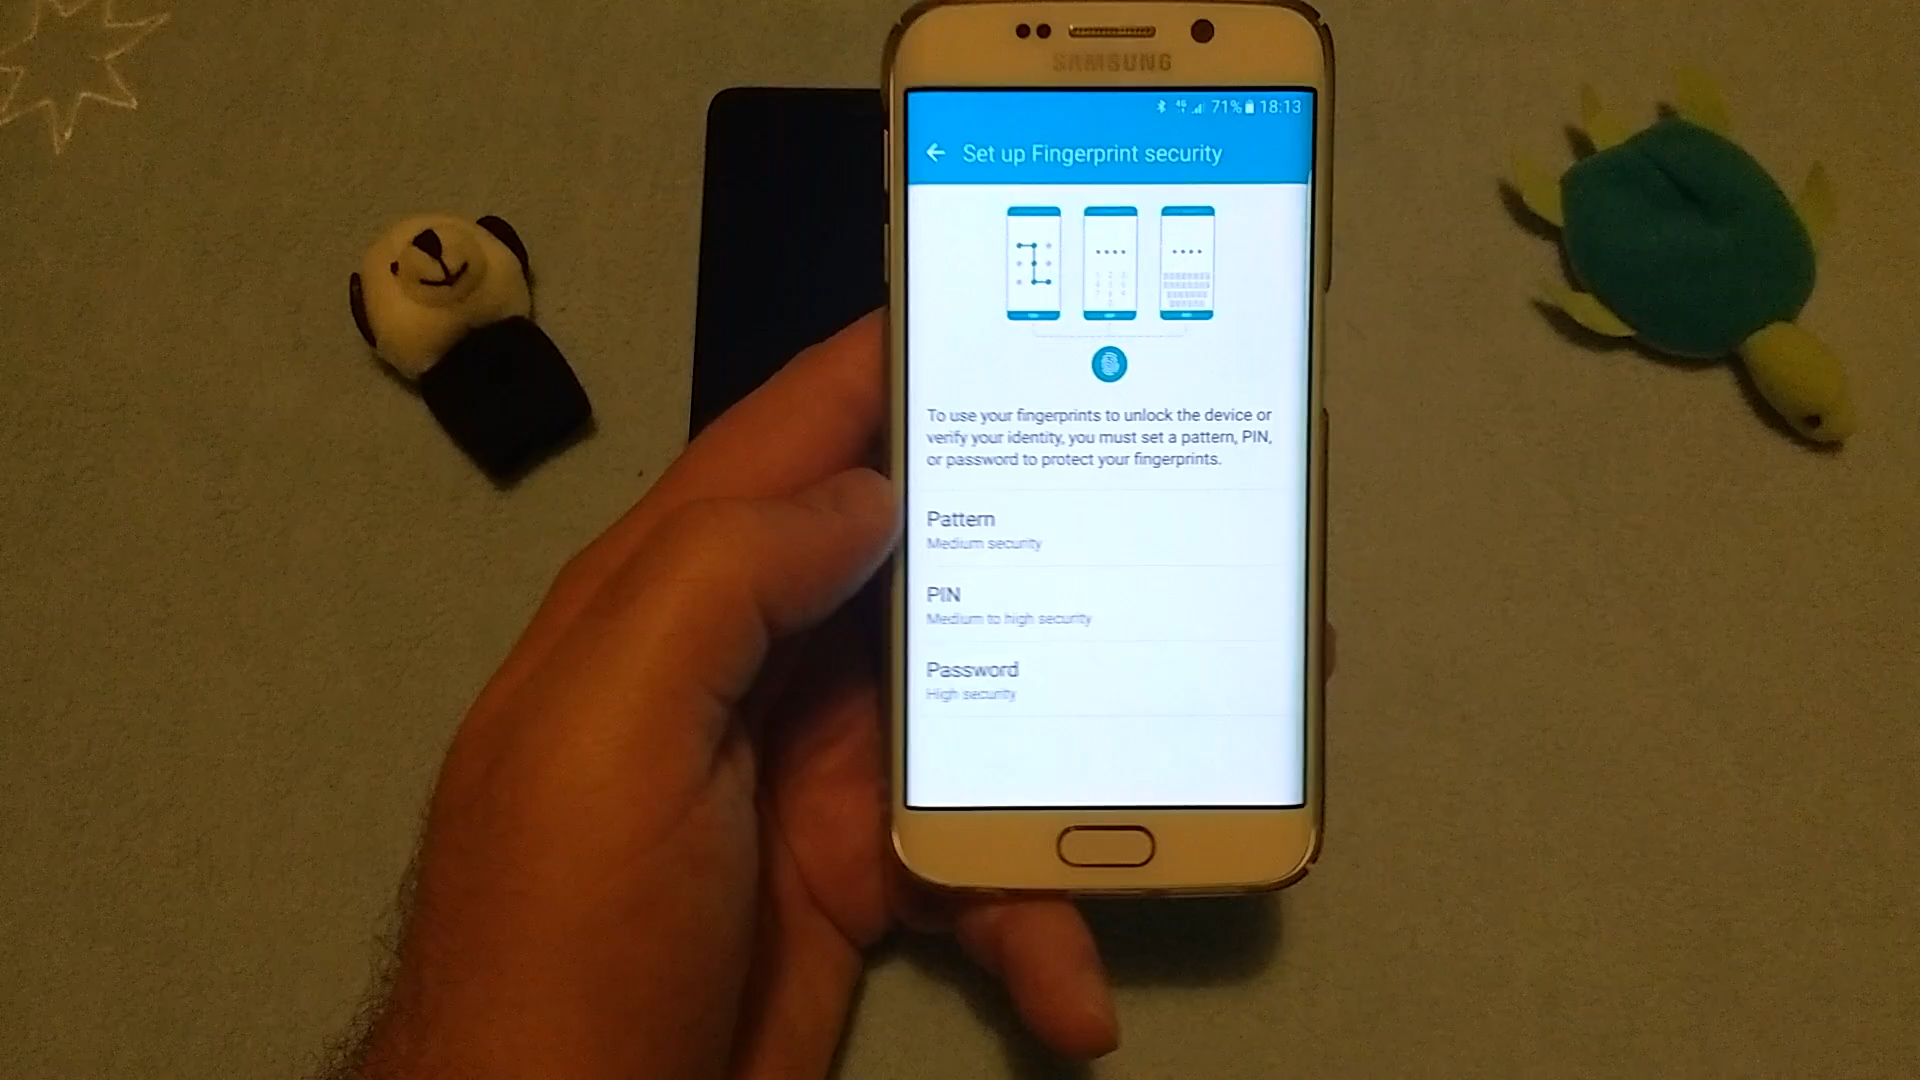 SAMSUNG
4G 71% 18:13
Set up Fingerprint security
To use your fingerprints to unlock the device or
verify your identity, you must set a pattern, PIN,
or password to protect your fingerprints.
Pattern
Medium security
PIN
Medium to high security
Password
High security